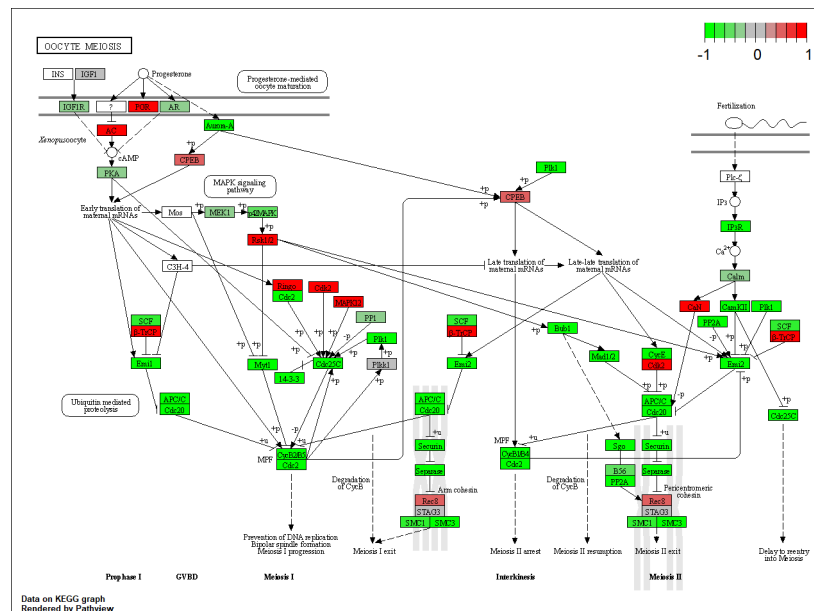 OOCYTE MEIOSIS
-1 0 1
INS
IGF1
Progesterone
Progesterone-mediated
oocyte maturation
IGF1R
?
PGR
AR
Xenopus oocyte
AC
Aurora-A
+p
cAMP
CPEB
PKA
MAPK signaling
pathway
Early translation of
maternal mRNAs
Mos
+p
MEK1
+p
p42MAPK
+p
Rsk1/2
C3H-4
Ringo
Cdc2
Cdk2
MAPK12
SCF
β-TrCP
Emi1
+p
PP1
-p
Plk1
+p
Plkk1
+p
Myt1
Cdc25C
14-3-3
Ubiquitin mediated
proteolysis
APC/C
Cdc20
+u
+p
-p
+u
MPF
CycB2/B5
Cdc2
Degradation
of CycB
Prevention of DNA replication
Bipolar spindle formation
Meiosis I progression
Meiosis I exit
SCF
β-TrCP
+p
Emi2
APC/C
Cdc20
+u
Securin
Separase
Arm cohesin
Rec8
STAG3
SMC1
SMC3
Plk1
+p
+p
+p
CPEB
Late translation of
maternal mRNAs
Late-late translation of
maternal mRNAs
+p
Bub1
Mad1/2
+p
CycE
Cdk2
APC/C
Cdc20
+u
+u
MPF
CycB1/B4
Cdc2
Degradation
of CycB
Sgo
B56
PP2A
Securin
Separase
Pericentromeric
cohesin
Rec8
STAG3
SMC1
SMC3
Meiosis II arrest
Meiosis II resumption
Meiosis II exit
Fertilization
Plc-ζ
IP3
IP3R
Ca2+
Calm
CaN
CamKII
Plk1
PP2A
-p
+p
+p
SCF
β-TrCP
+p
Emi2
-p
+p
+p
Cdc25C
Delay to reentry
into Meiosis
Prophase I
GVBD
Meiosis I
Interkinesis
Meiosis II
Data on KEGG graph
Rendered by Pathview